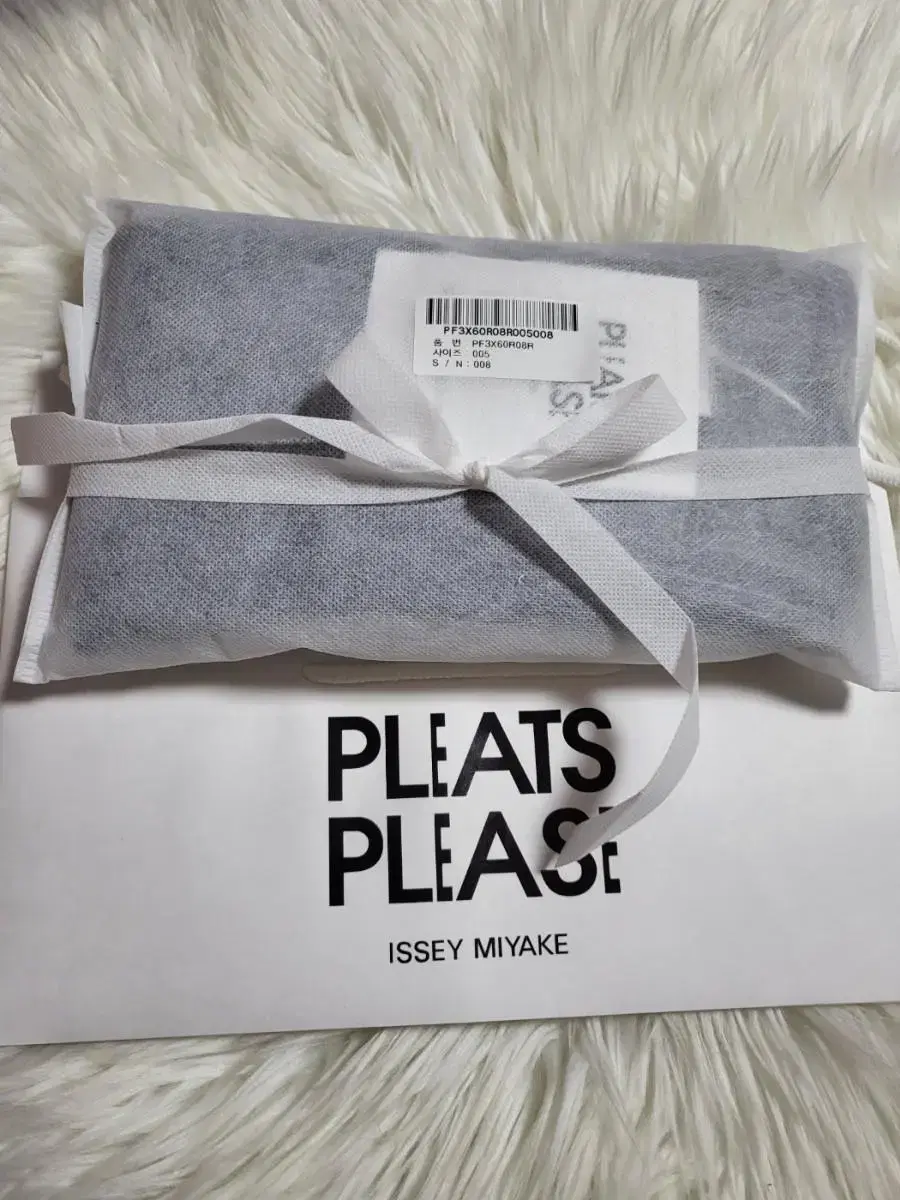 PF3X60R08R005008
품 번 PF3X60R08R
사이즈 005
S / N : 008
PLEATS
PLEASE
ISSEY MIYAKE